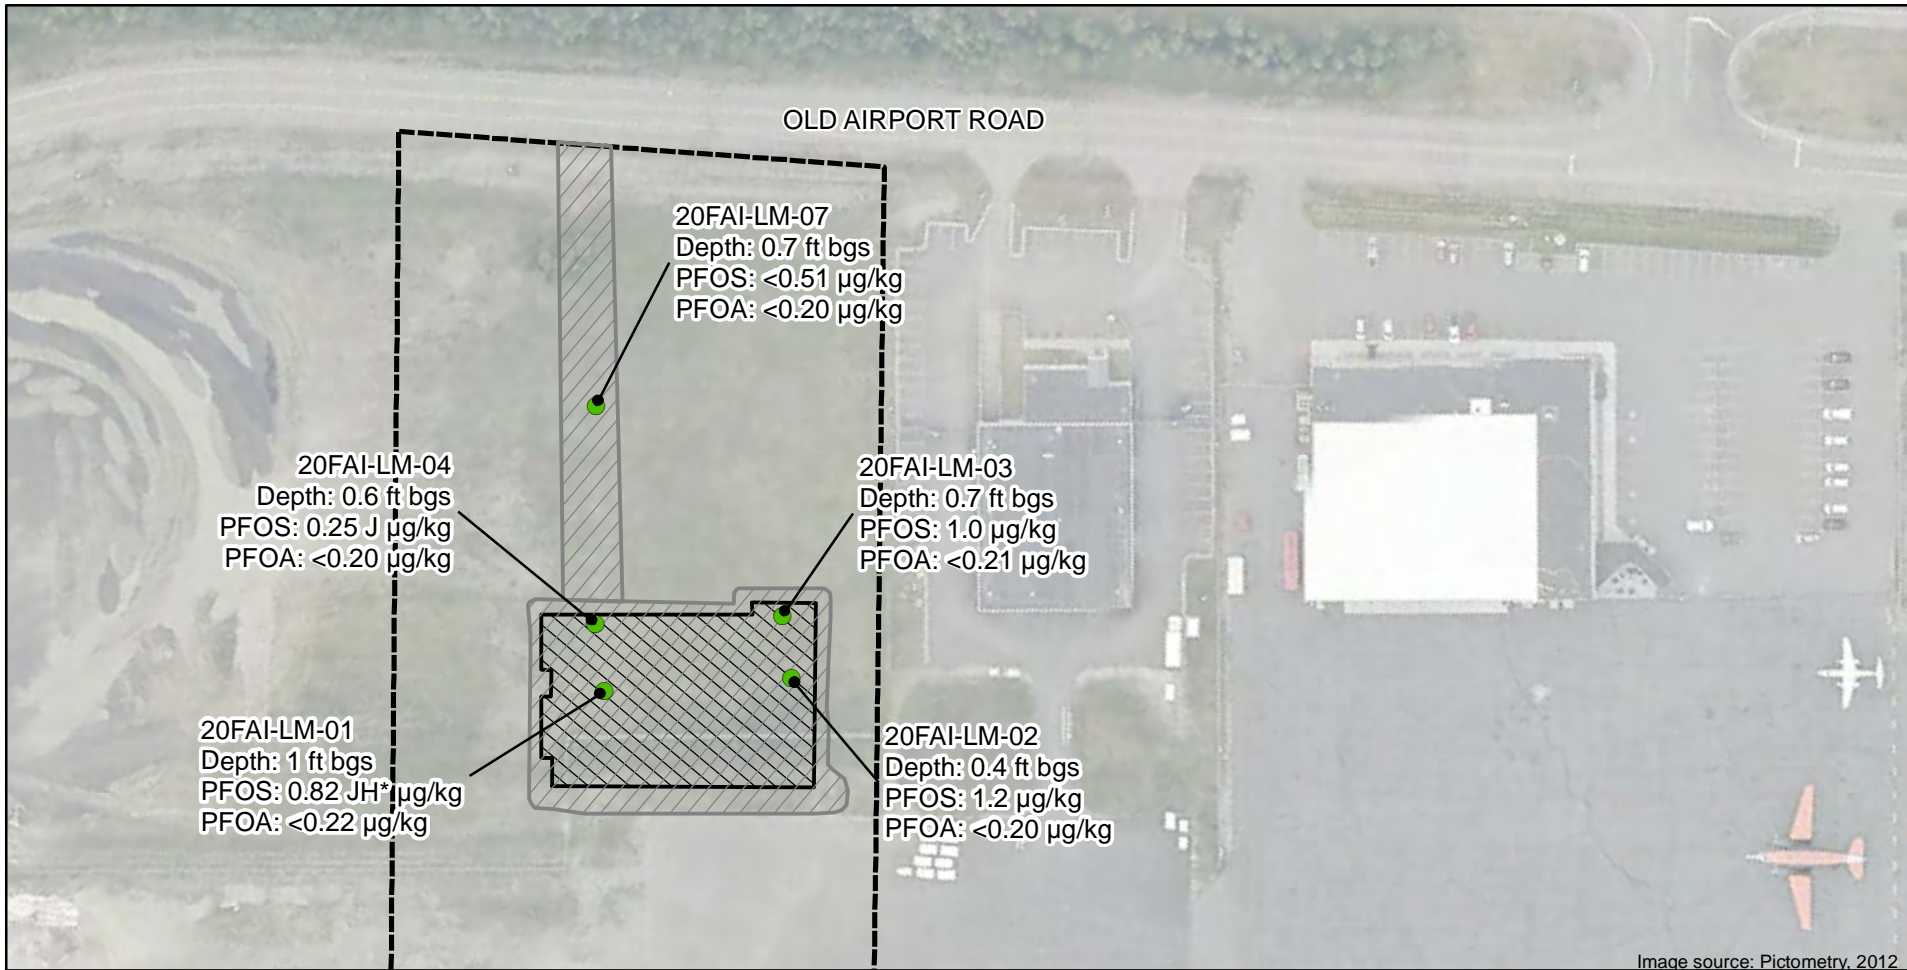 OLD AIRPORT ROAD
20FAI-LM-07
Depth: 0.7 ft bgs
PFOS: <0.51 µg/kg
PFOA: <0.20 µg/kg
20FAI-LM-04
Depth: 0.6 ft bgs
PFOS: 0.25 J µg/kg
PFOA: <0.20 µg/kg
20FAI-LM-03
Depth: 0.7 ft bgs
PFOS: 1.0 µg/kg
PFOA: <0.21 µg/kg
20FAI-LM-01
Depth: 1 ft bgs
PFOS: 0.82 JH* µg/kg
PFOA: <0.22 µg/kg
20FAI-LM-02
Depth: 0.4 ft bgs
PFOS: 1.2 µg/kg
PFOA: <0.20 µg/kg
Image source: Pictometry, 2012